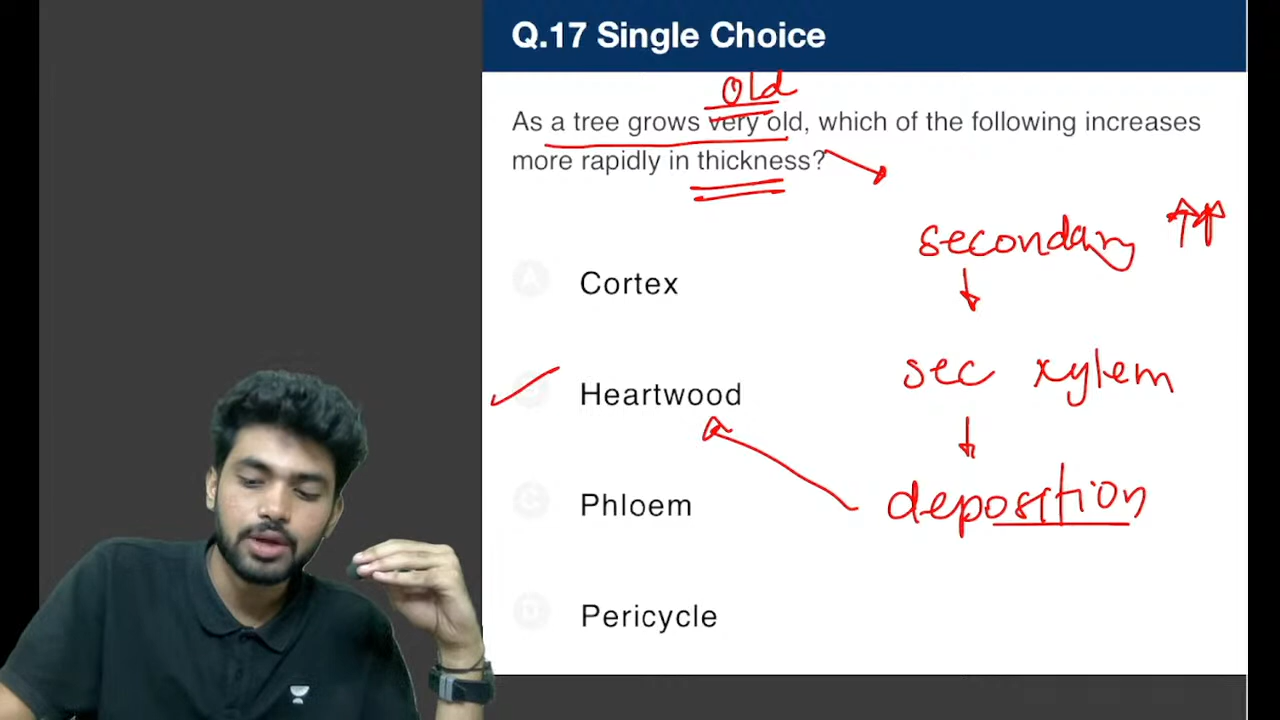 Q.17 Single Choice
old
As a tree grows very old, which of the following increases
more rapidly in thickness?
secondary
A Cortex
sec xylem
B Heartwood
deposition
C Phloem
D Pericycle